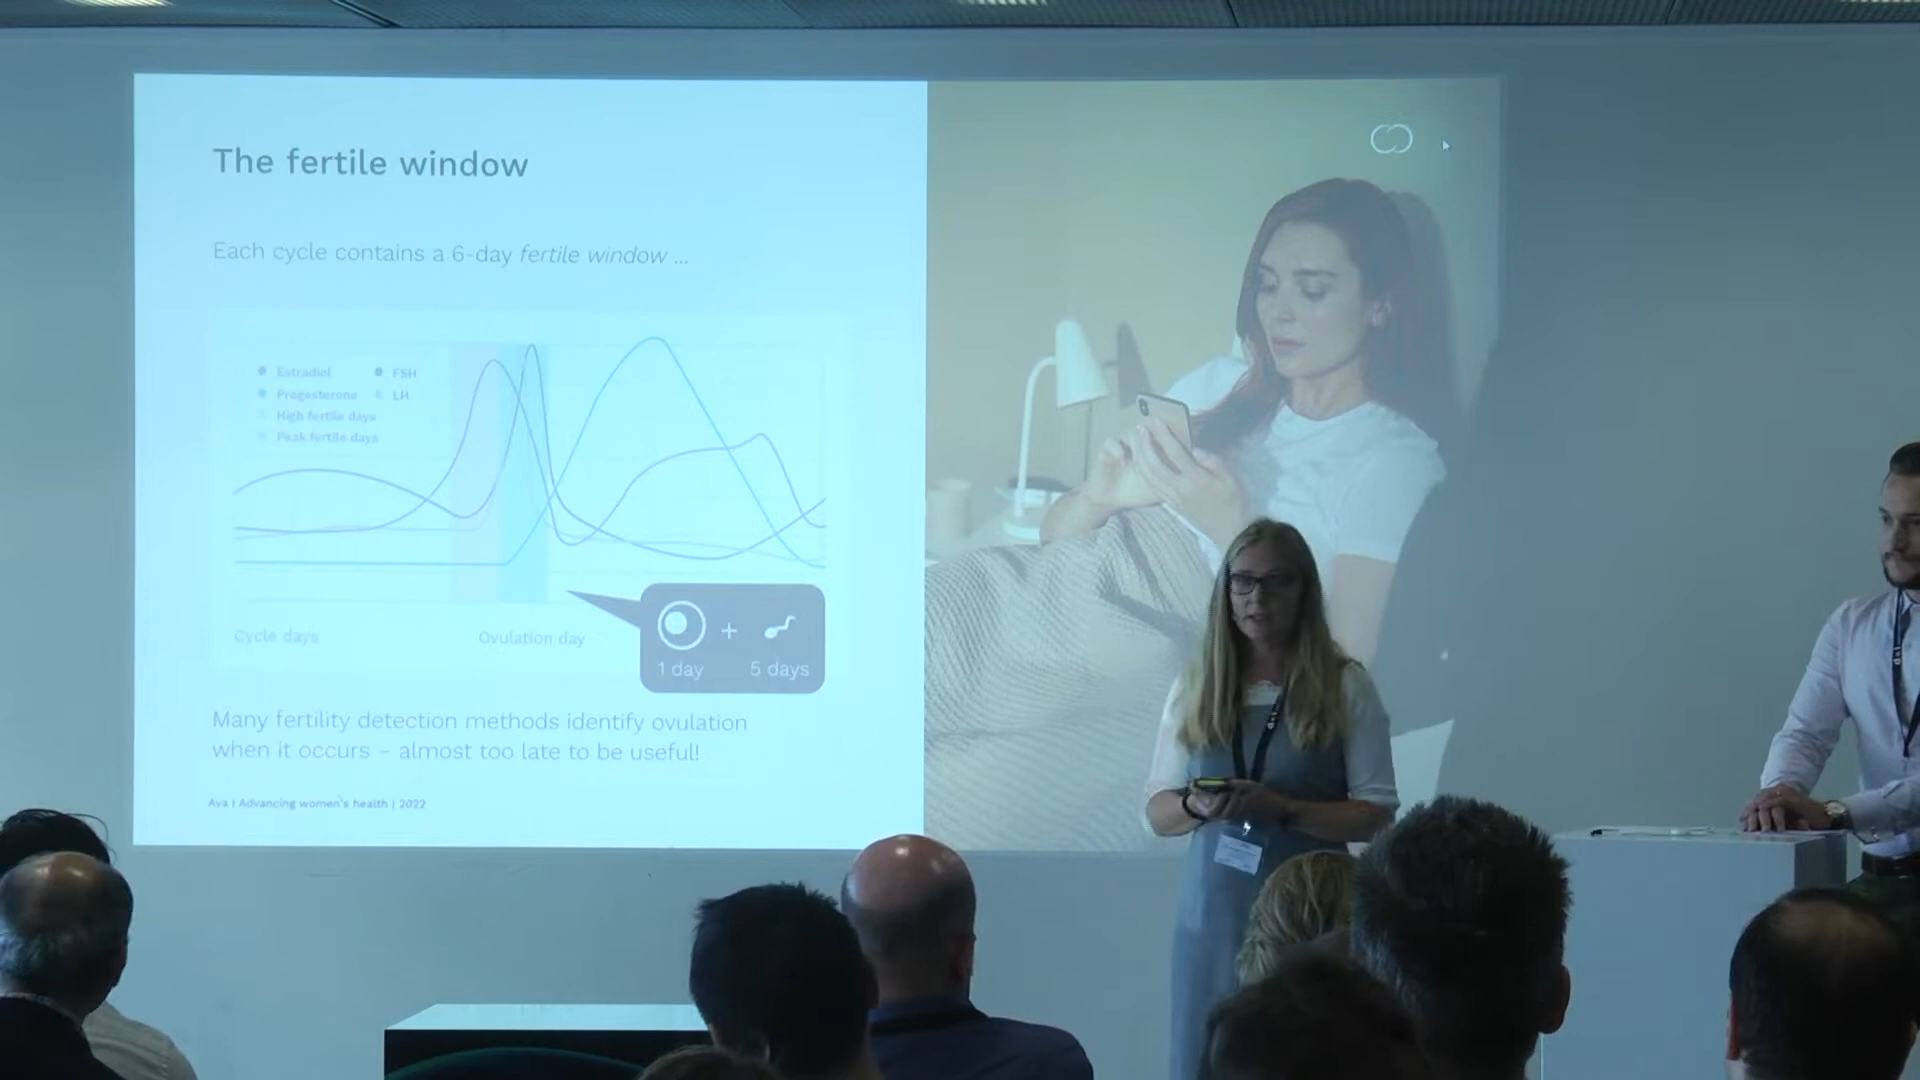 The fertile window
Each cycle contains a 6-day fertile window ...
Estradiol
FSH
Progesterone
LH
High fertile days
Peak fertile days
Cycle days
Ovulation day
+
1 day
5 days
Many fertility detection methods identify ovulation
when it occurs – almost too late to be useful!
Ava | Advancing women's health | 2022